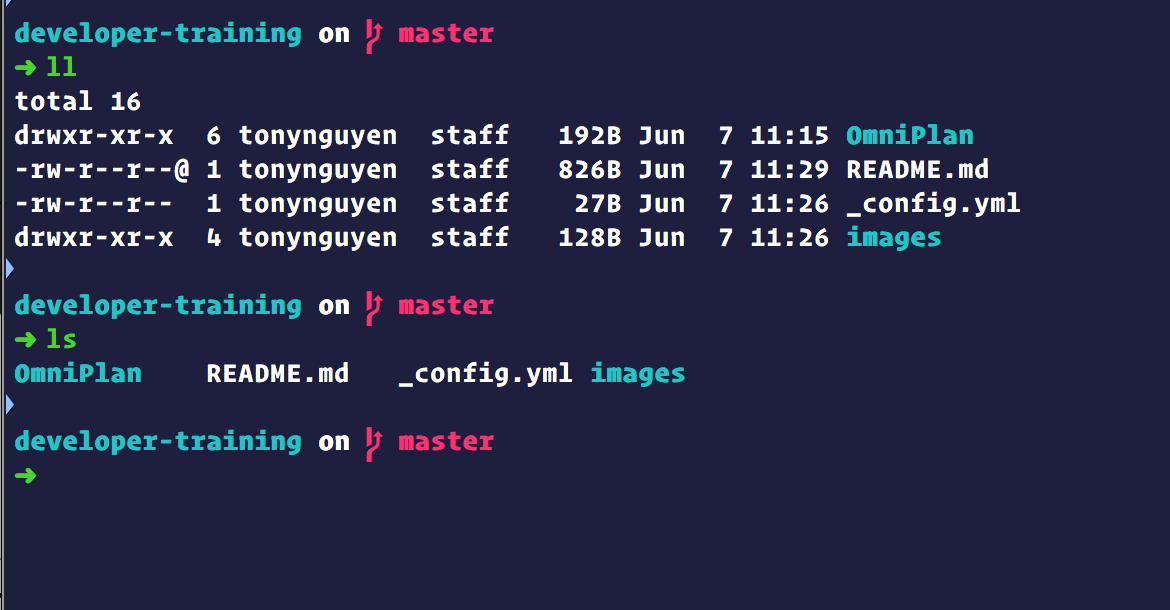 developer-training on  master
➜ ll
total 16
drwxr-xr-x  6 tonynguyen  staff   192B Jun  7 11:15 OmniPlan
-rw-r--r--@ 1 tonynguyen  staff   826B Jun  7 11:29 README.md
-rw-r--r--  1 tonynguyen  staff    27B Jun  7 11:26 _config.yml
drwxr-xr-x  4 tonynguyen  staff   128B Jun  7 11:26 images
developer-training on  master
➜ ls
OmniPlan    README.md   _config.yml images
developer-training on  master
➜